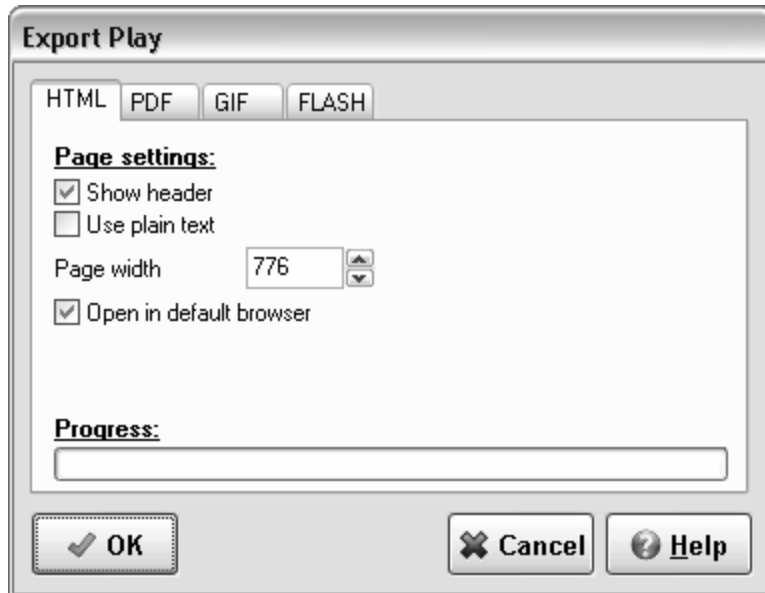 Export Play
HTML PDF GIF FLASH
Page settings:
Show header
Use plain text
Page width 776
Open in default browser
Progress:
OK Cancel Help